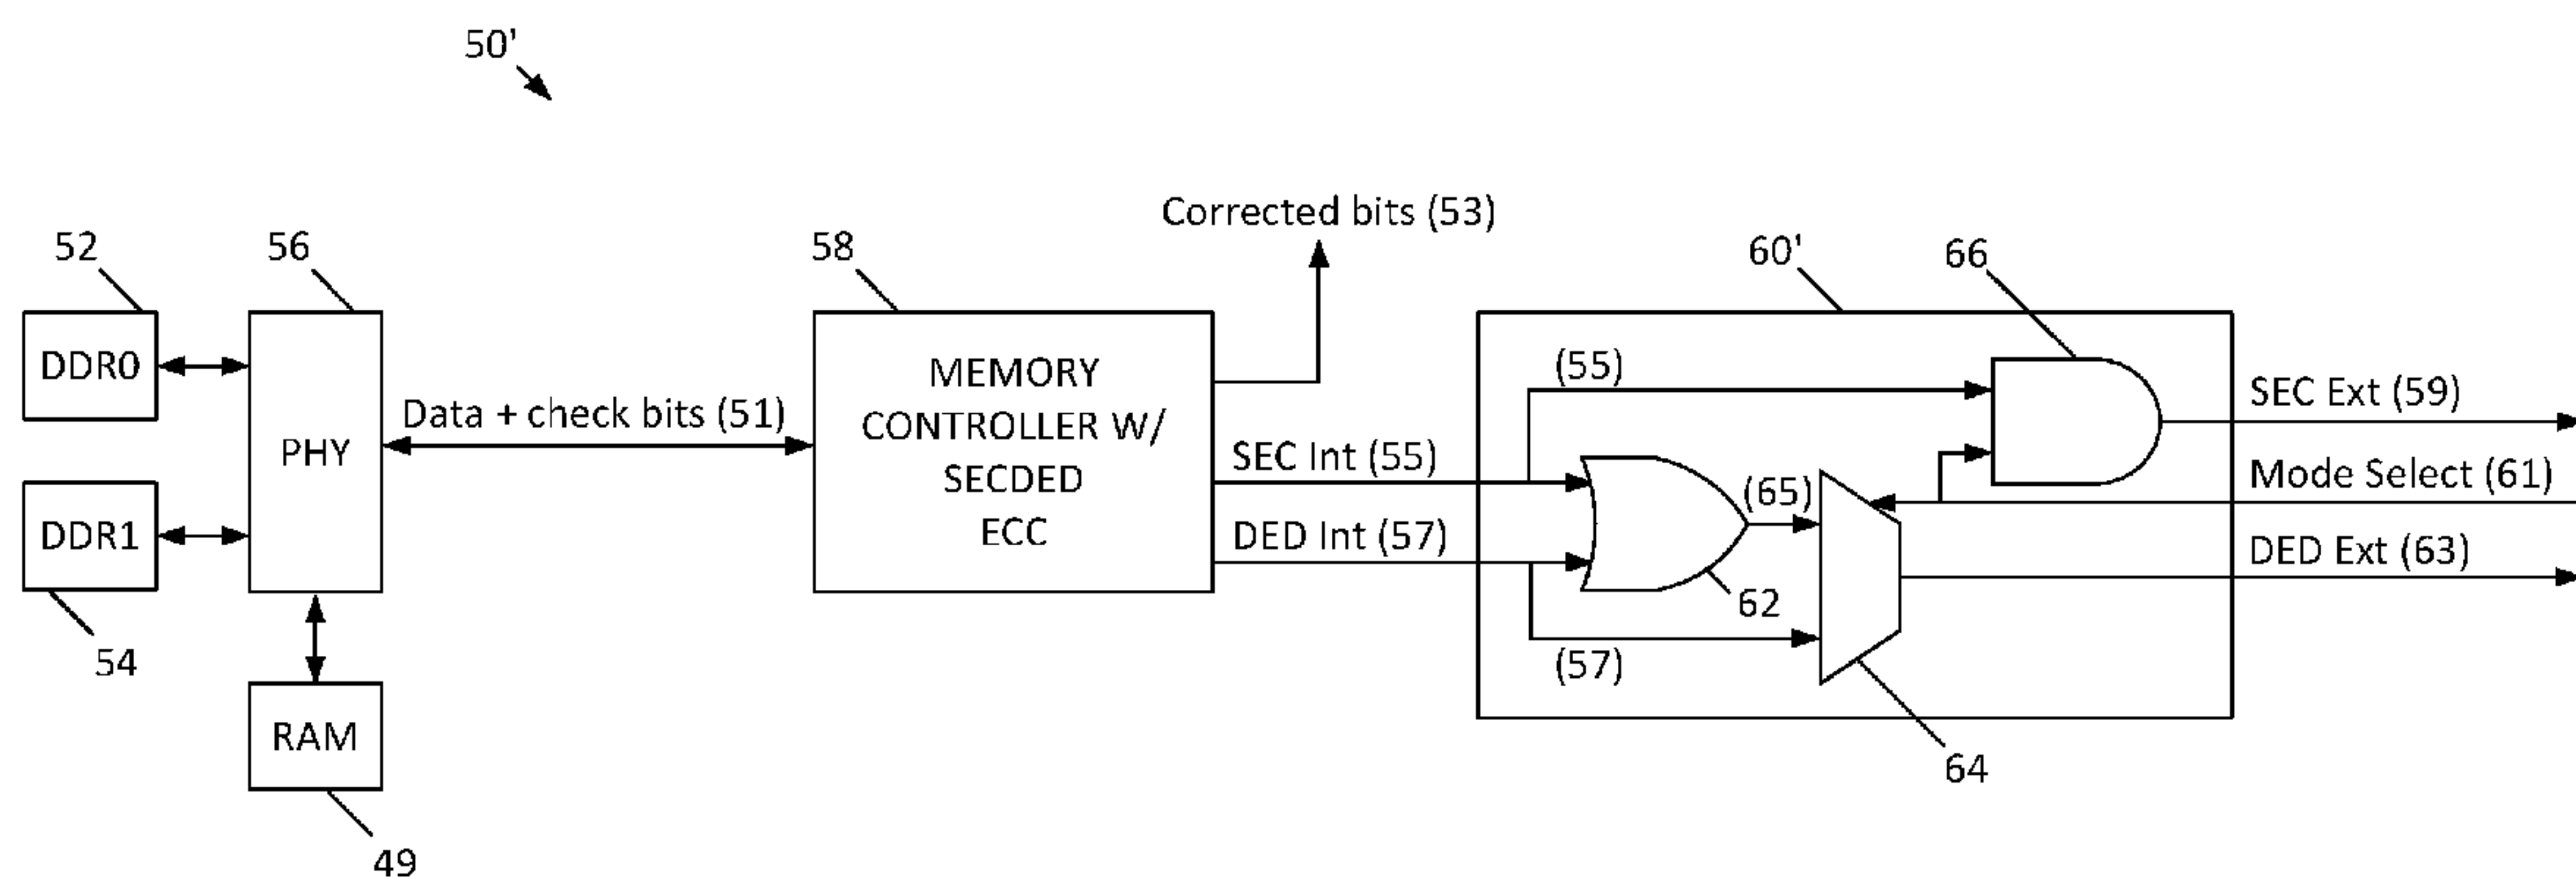 50'
Corrected bits (53)
52
56
58
60'
66
DDR0
PHY
Data + check bits (51)
MEMORY
CONTROLLER W/
SECDED
ECC
(55)
SEC Ext (59)
SEC Int (55)
Mode Select (61)
(65)
DDR1
DED Int (57)
DED Ext (63)
62
54
(57)
RAM
64
49